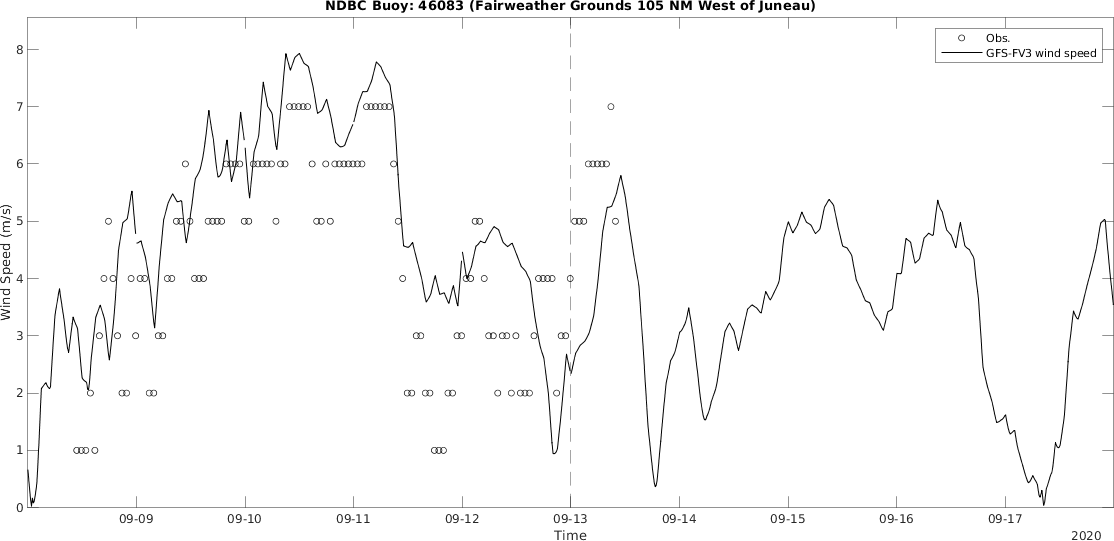 NDBC Buoy: 46083 (Fairweather Grounds 105 NM West of Juneau)
Obs.
GFS-FV3 wind speed
Wind Speed (m/s)
8
7
6
5
4
3
2
1
0
09-09 09-10 09-11 09-12 09-13 09-14 09-15 09-16 09-17
Time
2020